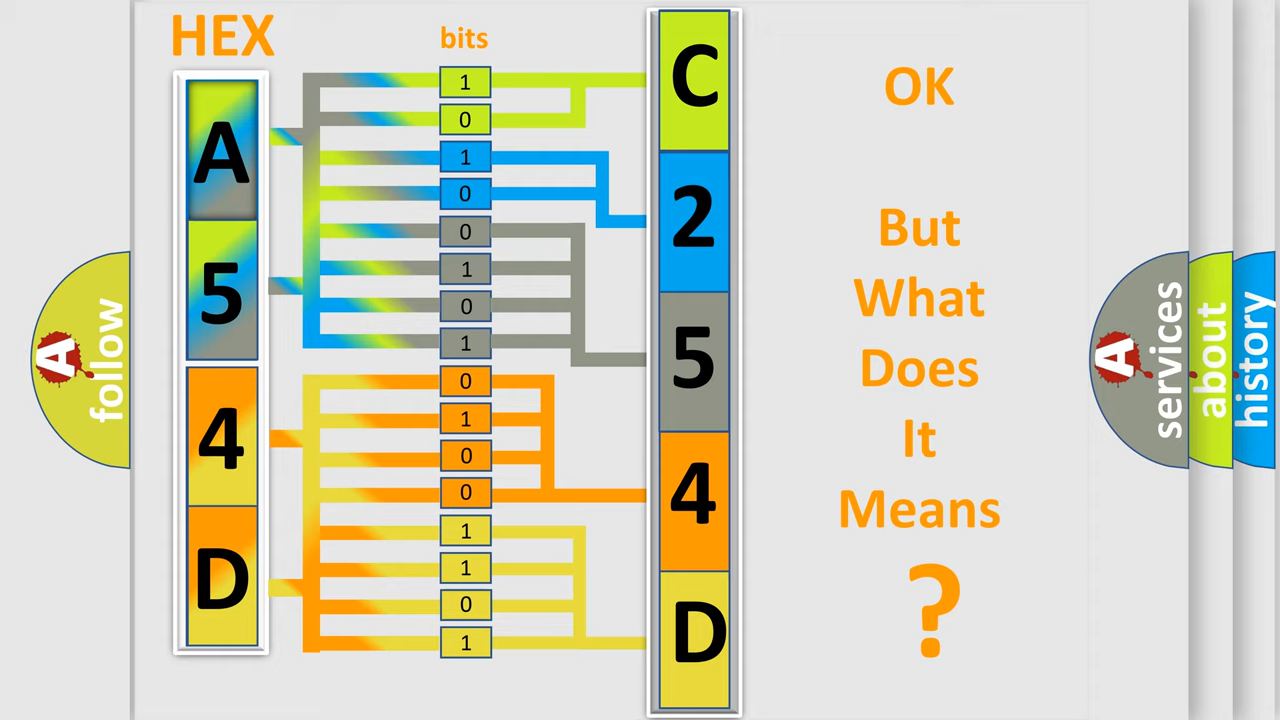 HEX
bits
A
5
4
D
1
0
1
0
0
1
0
1
0
1
0
0
1
1
0
1
C
2
5
4
D
OK
But
What
Does
It
Means
?
A
follow
A
services
about
history